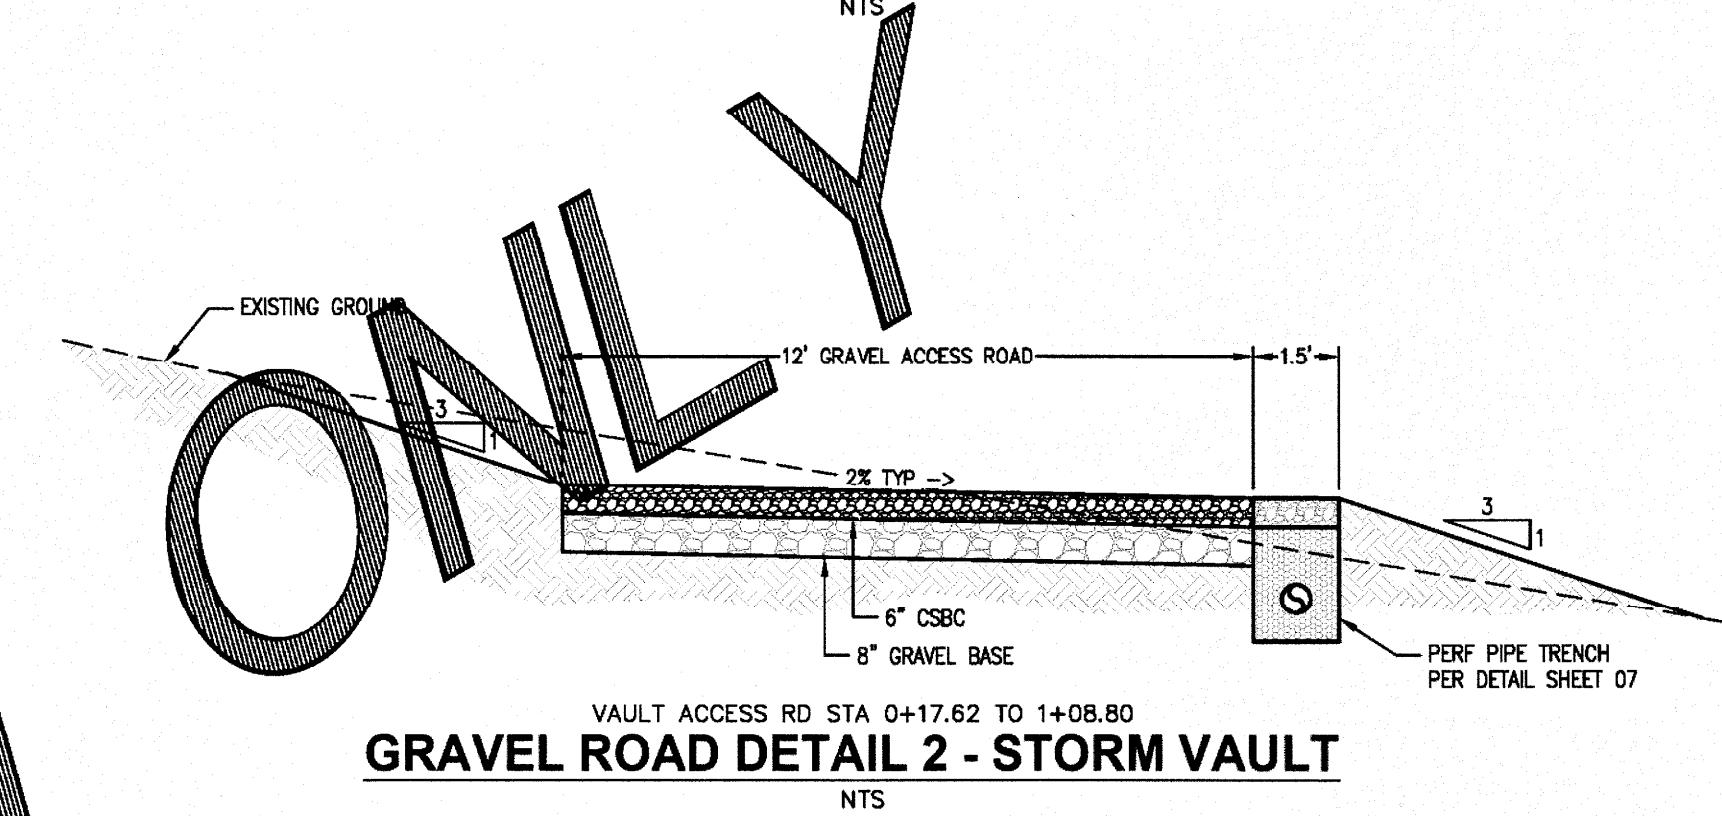 NTS
ONLY
EXISTING GROUND
12' GRAVEL ACCESS ROAD
1.5'
3
1
2% TYP ->
3
1
6" CSBC
8" GRAVEL BASE
PERF PIPE TRENCH
PER DETAIL SHEET 07
VAULT ACCESS RD STA 0+17.62 TO 1+08.80
GRAVEL ROAD DETAIL 2 - STORM VAULT
NTS